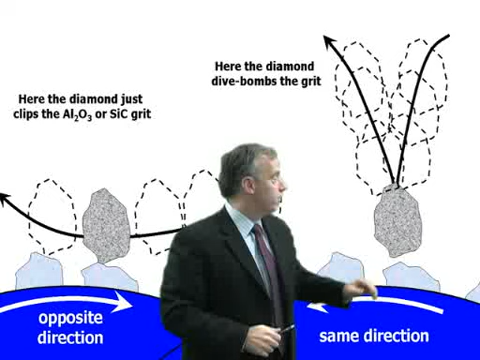 Here the diamond
dive-bombs the grit
Here the diamond just
clips the Al₂O₃ or SiC grit
opposite
direction
same direction